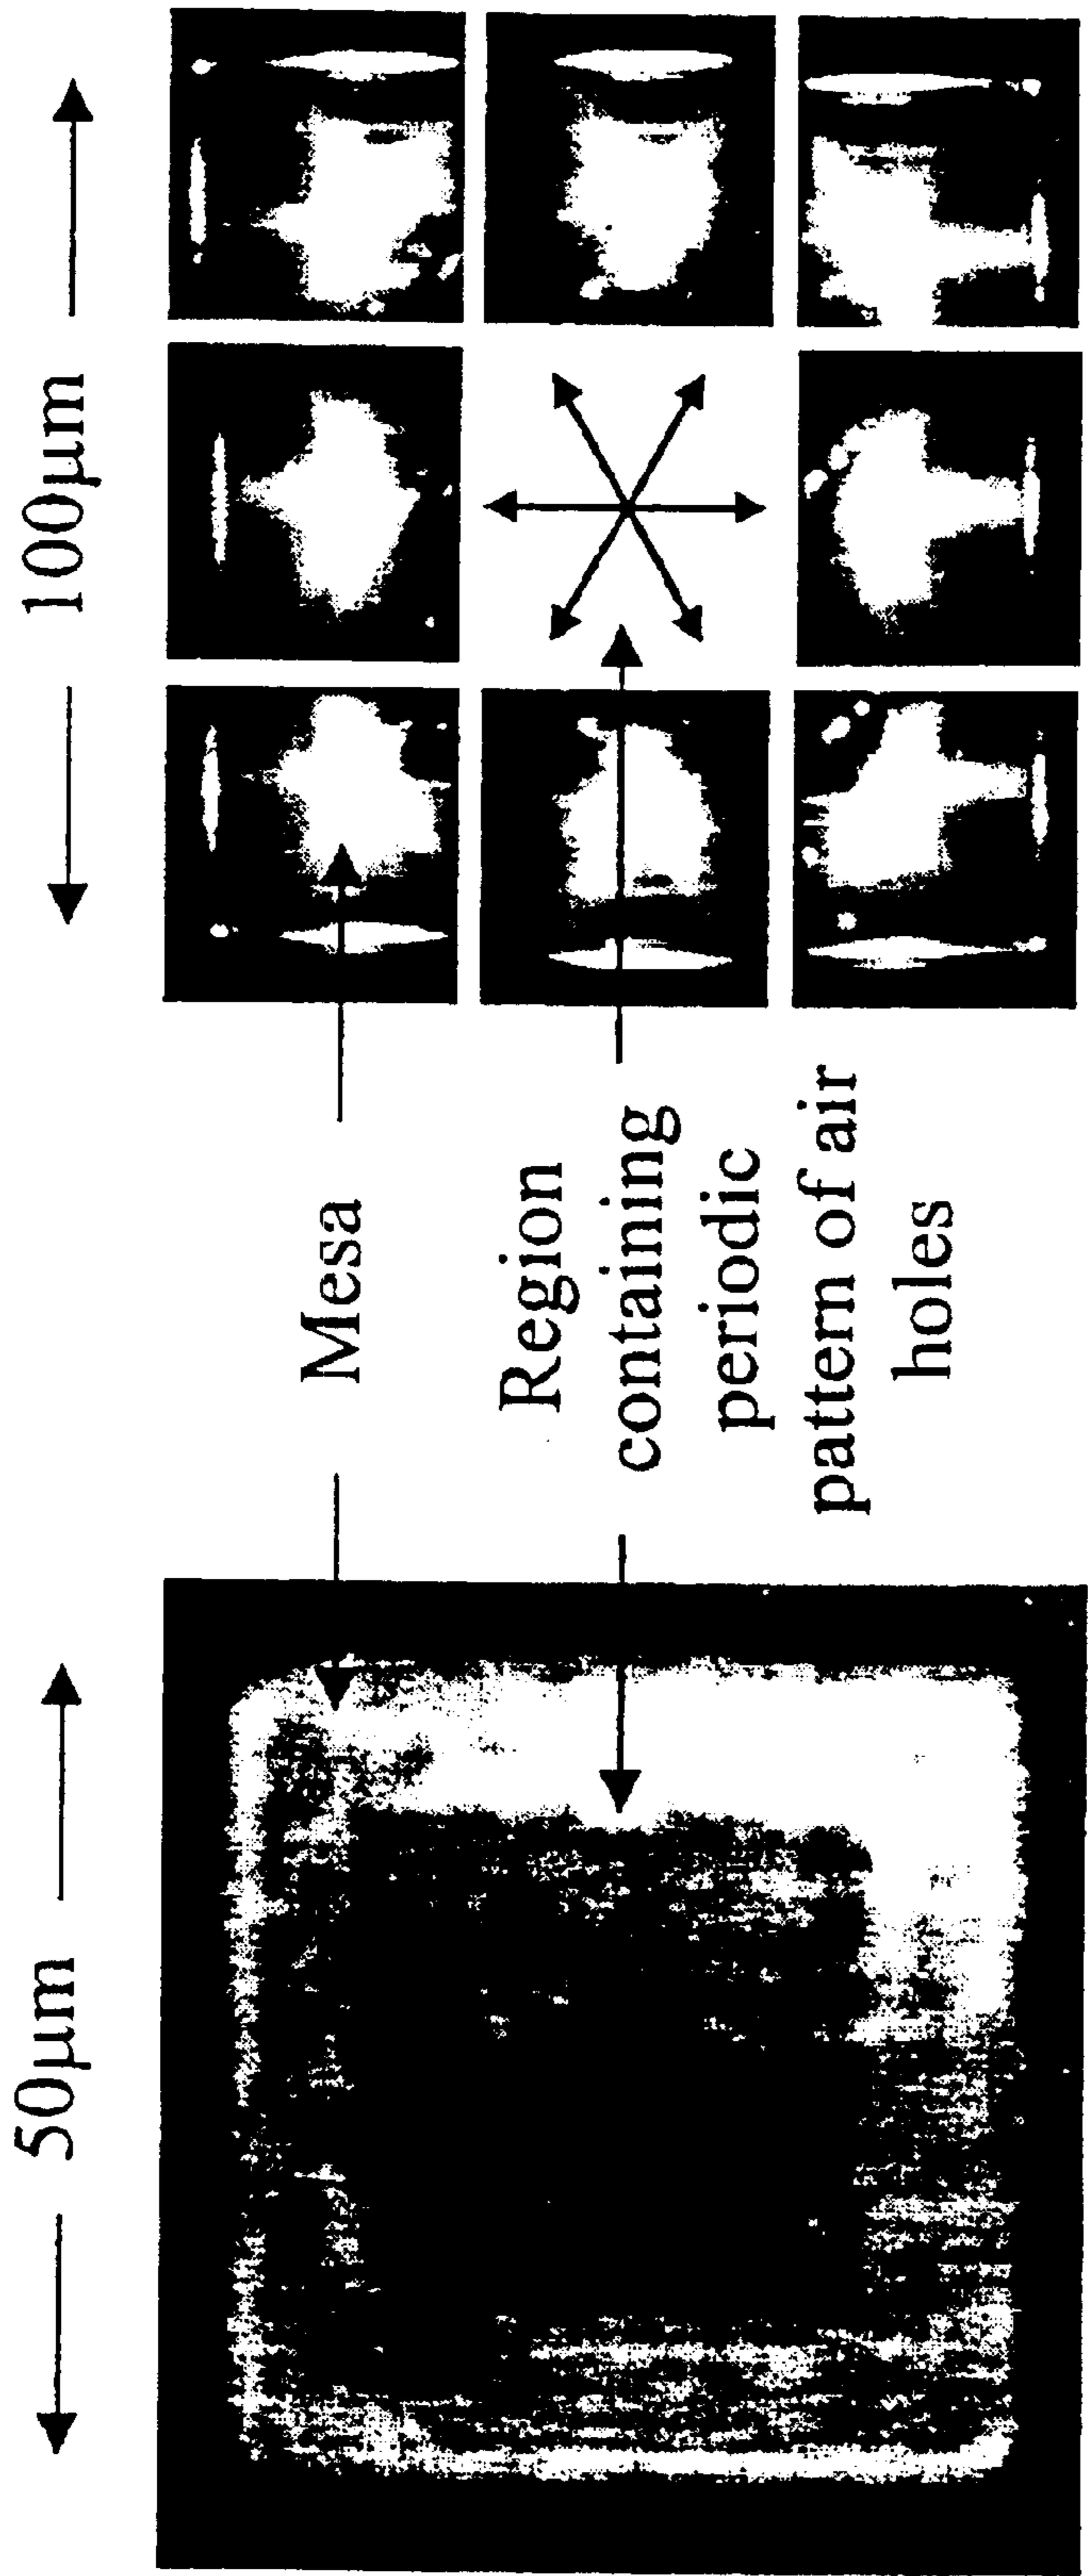 50µm
100µm
Mesa
Region
containing
periodic
pattern of air
holes